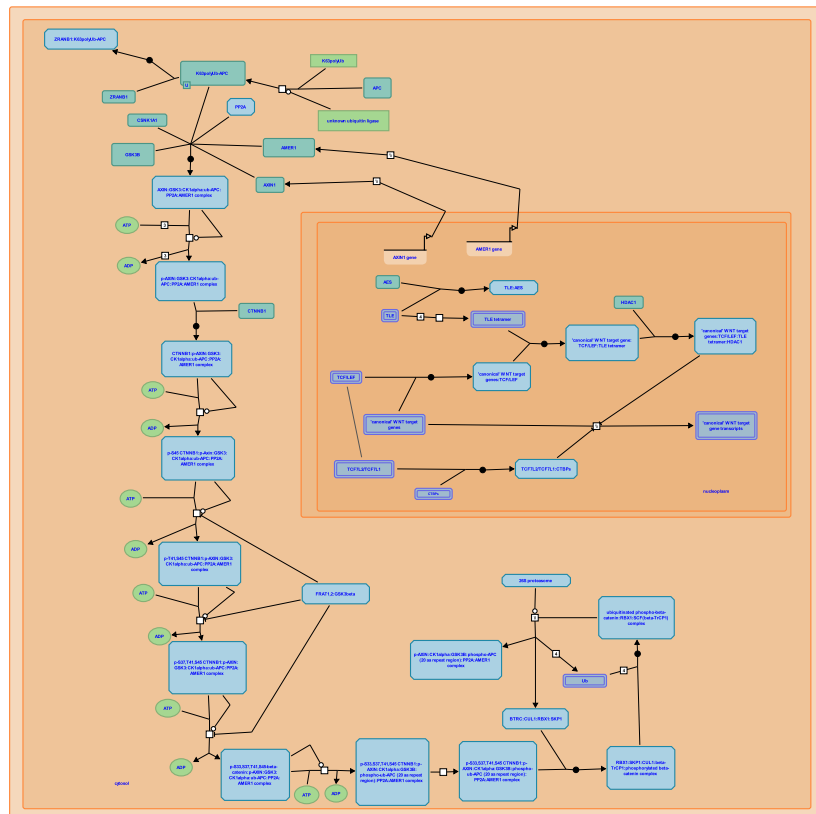 ZRANB1:K63polyUb-APC
K63polyUb-APC
U
K63polyUb
APC
ZRANB1
unknown ubiquitin ligase
PP2A
CSNK1A1
GSK3B
AMER1
AXIN1
s
s
AXIN:GSK3:CK1alpha:ub-APC:
PP2A:AMER1 complex
ATP
3
ADP
3
p-AXIN:GSK3:CK1alpha:ub-
APC:PP2A:AMER1 complex
CTNNB1
CTNNB1:p-AXIN:GSK3:
CK1alpha:ub-APC:PP2A:
AMER1 complex
ATP
ADP
p-S45 CTNNB1:p-Axin:GSK3:
CK1alpha:ub-APC:PP2A:
AMER1 complex
ATP
ADP
p-T41,S45 CTNNB1:p-AXIN:GSK3:
CK1alpha:ub-APC:PP2A:AMER1
complex
FRAT1,2:GSK3beta
ATP
ADP
p-S37,T41,S45 CTNNB1:p-AXIN:
GSK3:CK1alpha:ub-APC:PP2A:
AMER1 complex
ATP
ADP
p-S33,S37,T41,S45 beta-
catenin:p-AXIN:GSK3:
CK1alpha:ub-APC:PP2A:
AMER1 complex
ATP
ADP
p-S33,S37,T41,S45 CTNNB1:p-
AXIN:CK1alpha:GSK3B:
phospho-ub-APC (20 aa repeat
region):PP2A:AMER1 complex
p-S33,S37,T41,S45 CTNNB1:p-
AXIN:CK1alpha:GSK3B:phospho-
ub-APC (20 aa repeat region):
PP2A:AMER1 complex
RBX1:SKP1:CUL1:beta-
TrCP1:phosphorylated beta-
catenin complex
BTRC:CUL1:RBX1:SKP1
Ub
4
4
p-AXIN:CK1alpha:GSK3B:phospho-APC
(20 aa repeat region):PP2A:AMER1
complex
26S proteasome
ubiquitinated phospho-beta-
catenin:RBX1:SCF(beta-TrCP1)
complex
AXIN1 gene
AMER1 gene
AES
TLE:AES
TLE
4
TLE tetramer
HDAC1
'canonical' WNT target
gene:
TCF/LEF:TLE tetramer
'canonical' WNT target
genes:TCF/LEF:TLE
tetramer:HDAC1
TCF/LEF
'canonical' WNT target
genes:TCF/LEF
'canonical' WNT target
genes
'canonical' WNT target
gene transcripts
TCF7L2/TCF7L1
TCF7L2/TCF7L1:CTBPs
CTBPs
nucleoplasm
cytosol